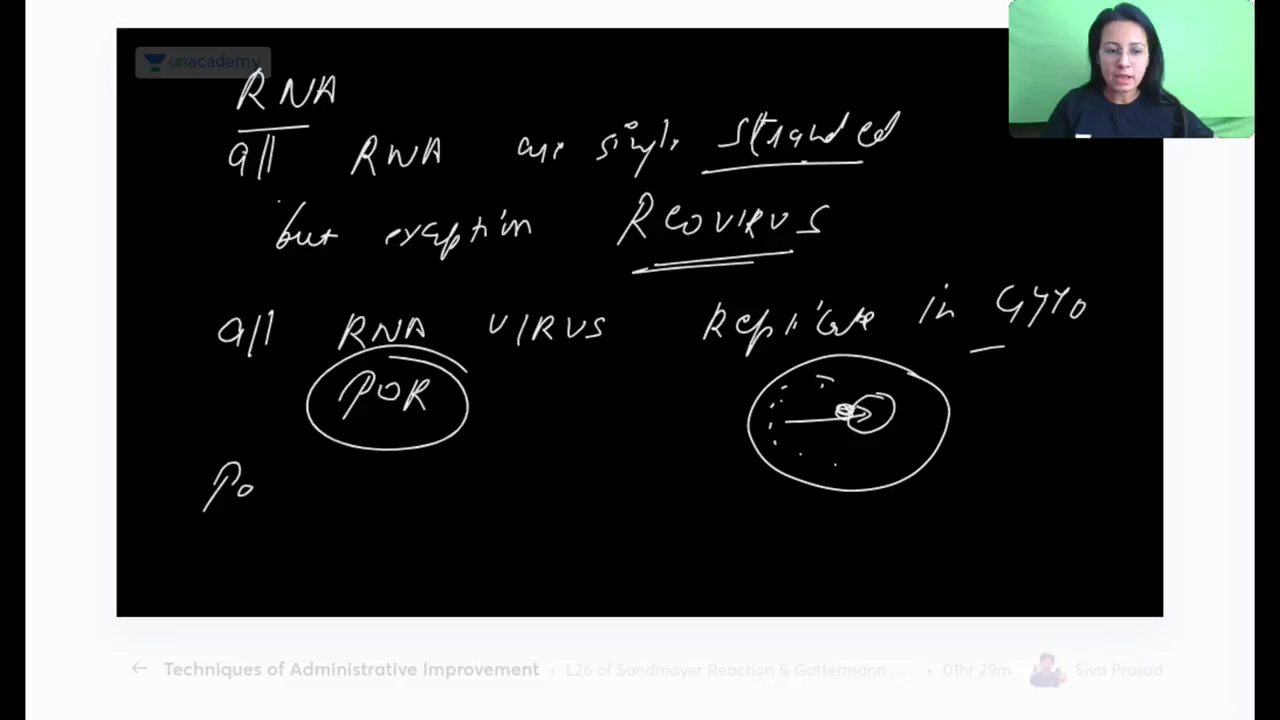 unacademy
RNA
all RNA are single stranded
but exception REOVIRUS
all RNA VIRUS Replicate in Cyto
POR
Po
Techniques of Administrative Improvement • L26 of Sandmayer Reaction & Gattermann ... • 01hr 29m Siva Prasad